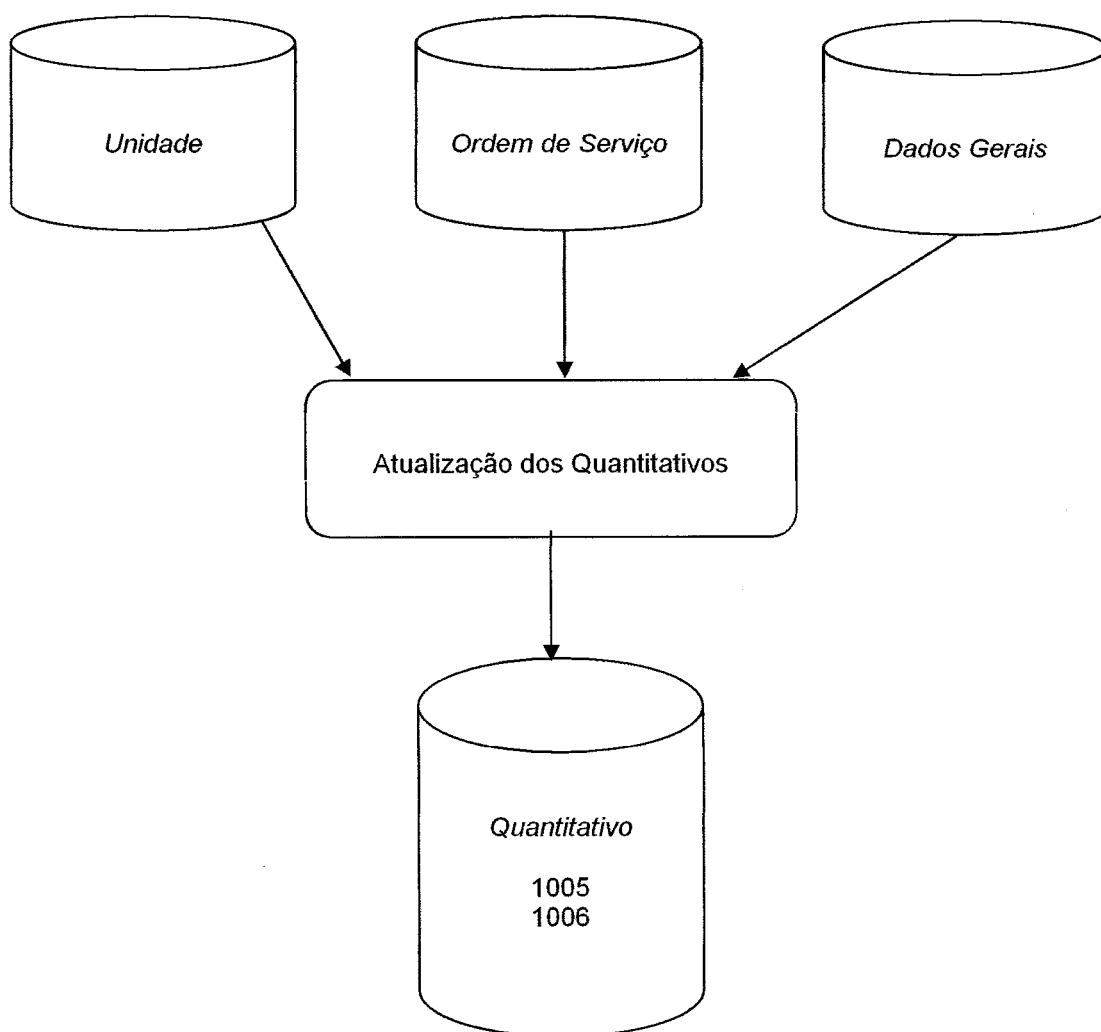 Unidade
Ordem de Serviço
Dados Gerais
Atualização dos Quantitativos
Quantitativo
1005
1006